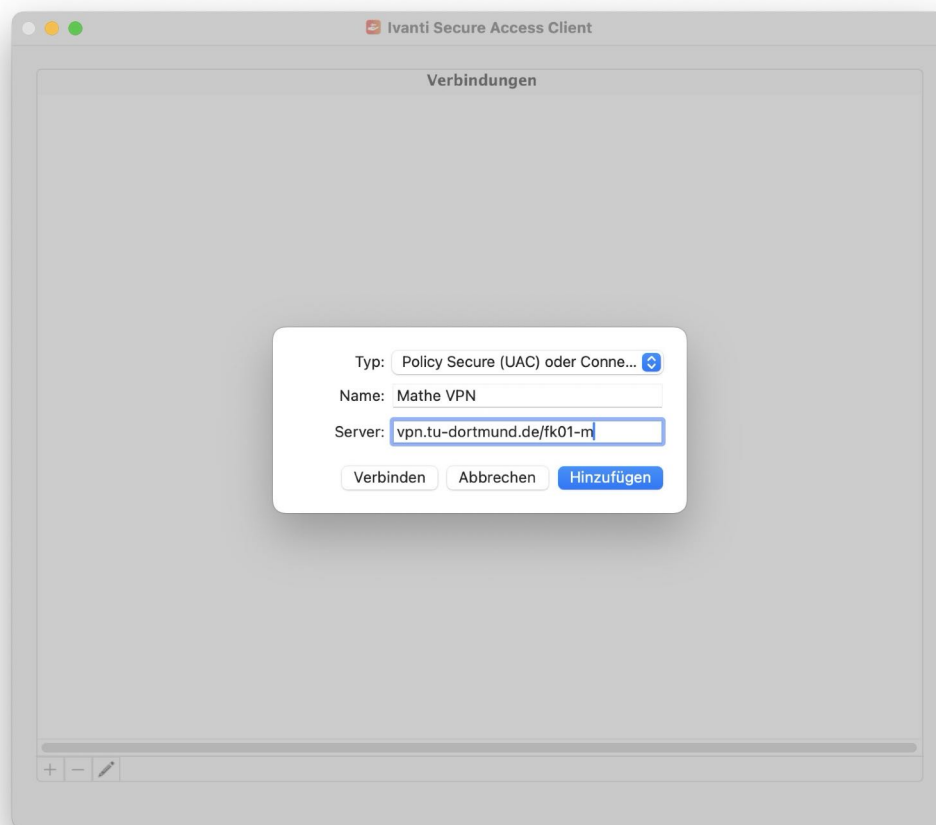 Ivanti Secure Access Client
Verbindungen
Typ: Policy Secure (UAC) oder Conne...
Name: Mathe VPN
Server: vpn.tu-dortmund.de/fk01-m
Verbinden Abbrechen Hinzufügen